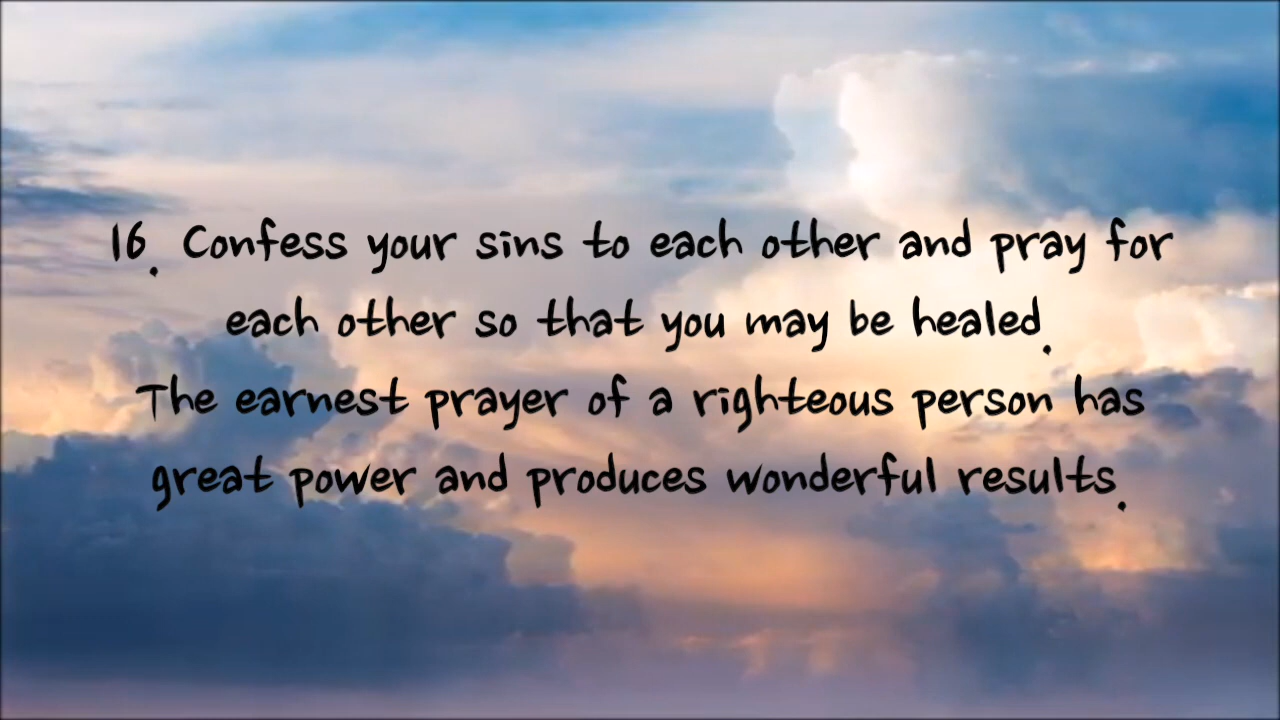 16. Confess your sins to each other and pray for
each other so that you may be healed.
The earnest prayer of a righteous person has
great power and produces wonderful results.